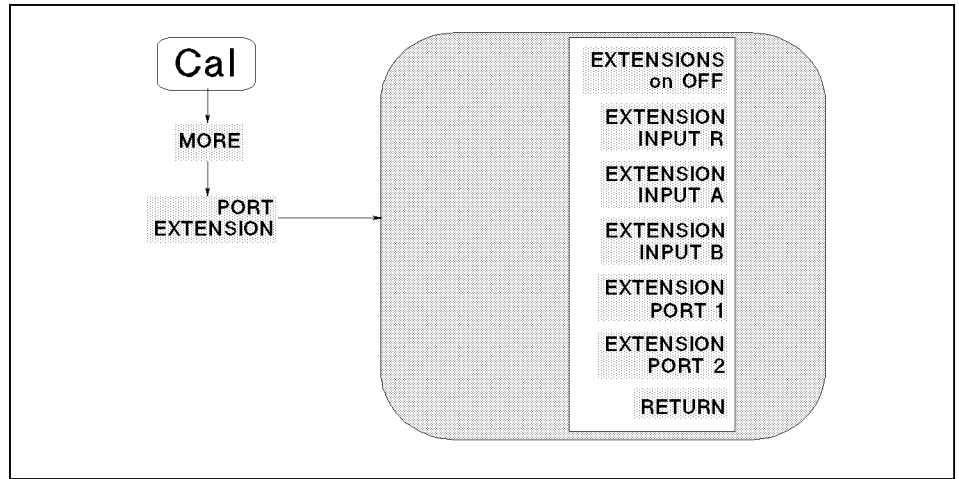 Cal
MORE
PORT
EXTENSION
EXTENSIONS
on OFF
EXTENSION
INPUT R
EXTENSION
INPUT A
EXTENSION
INPUT B
EXTENSION
PORT 1
EXTENSION
PORT 2
RETURN